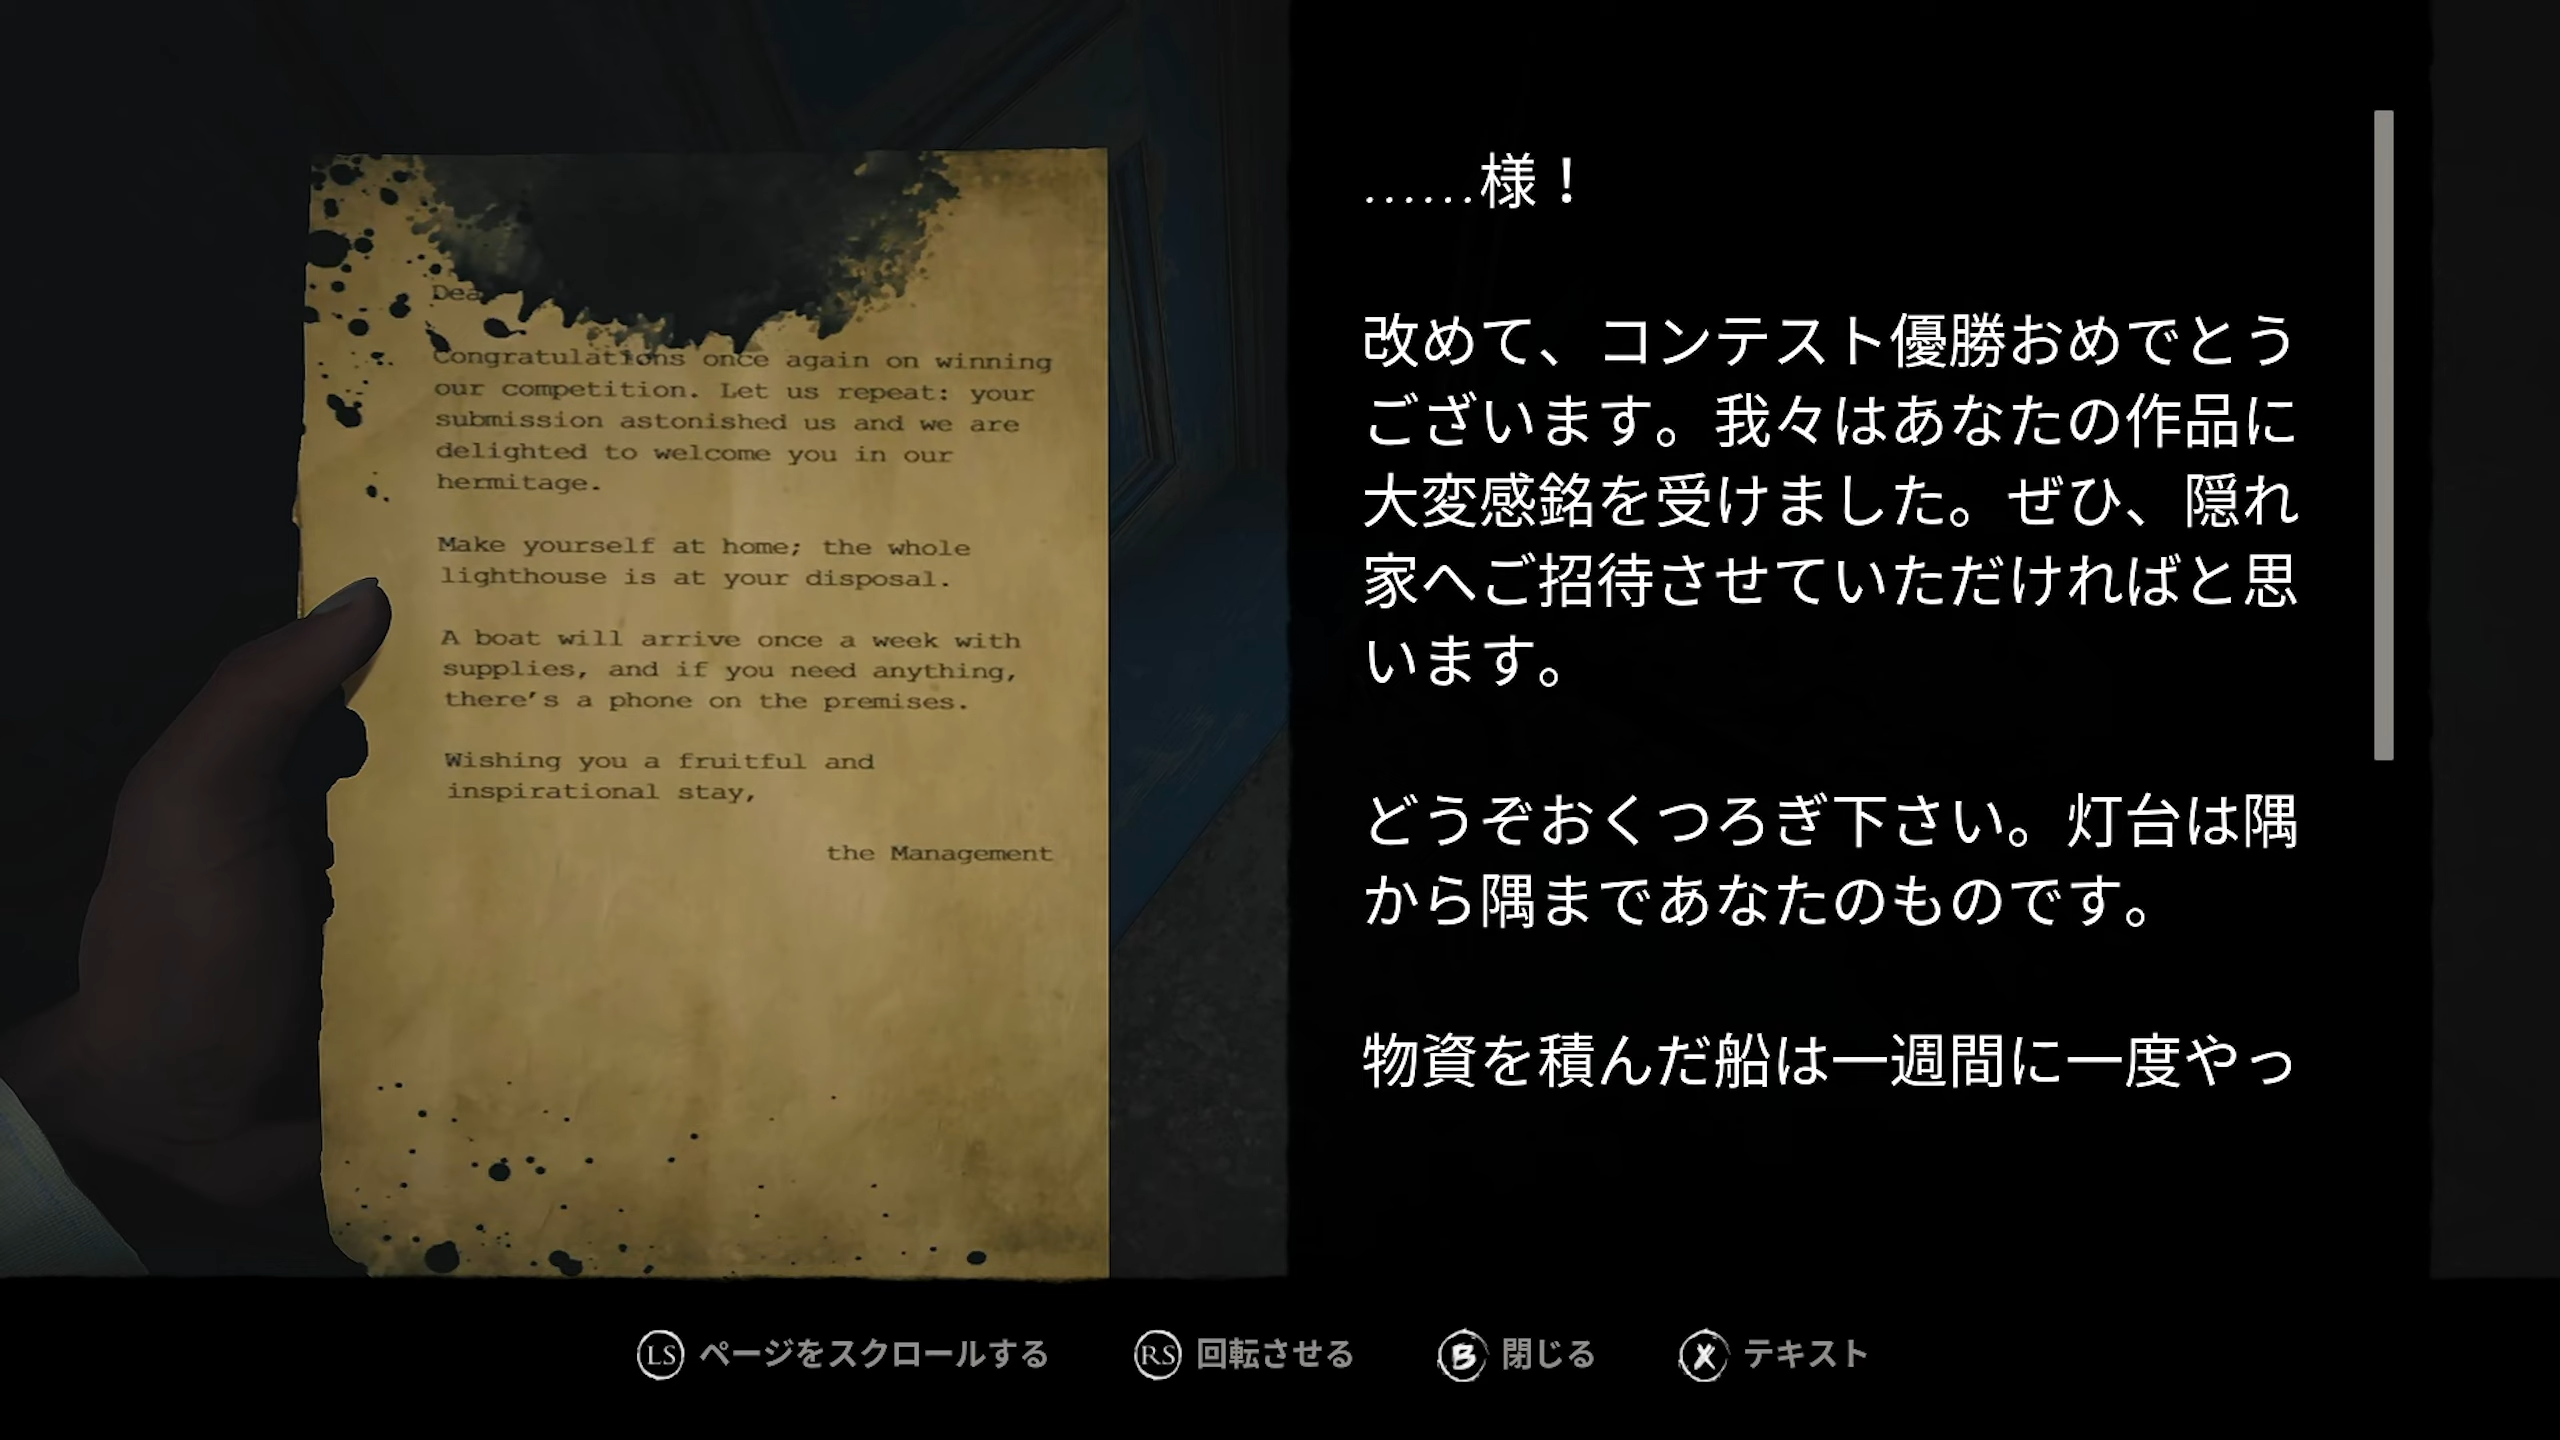 Dea
Congratulations once again on winning
our competition. Let us repeat: your
submission astonished us and we are
delighted to welcome you in our
hermitage.
Make yourself at home; the whole
lighthouse is at your disposal.
A boat will arrive once a week with
supplies, and if you need anything,
there's a phone on the premises.
Wishing you a fruitful and
inspirational stay,
the Management
......様！
改めて、コンテスト優勝おめでとう
ございます。我々はあなたの作品に
大変感銘を受けました。ぜひ、隠れ
家へご招待させていただければと思
います。
どうぞおくつろぎ下さい。灯台は隅
から隅まであなたのものです。
物資を積んだ船は一週間に一度やっ
LS ページをスクロールする RS 回転させる B 閉じる X テキスト